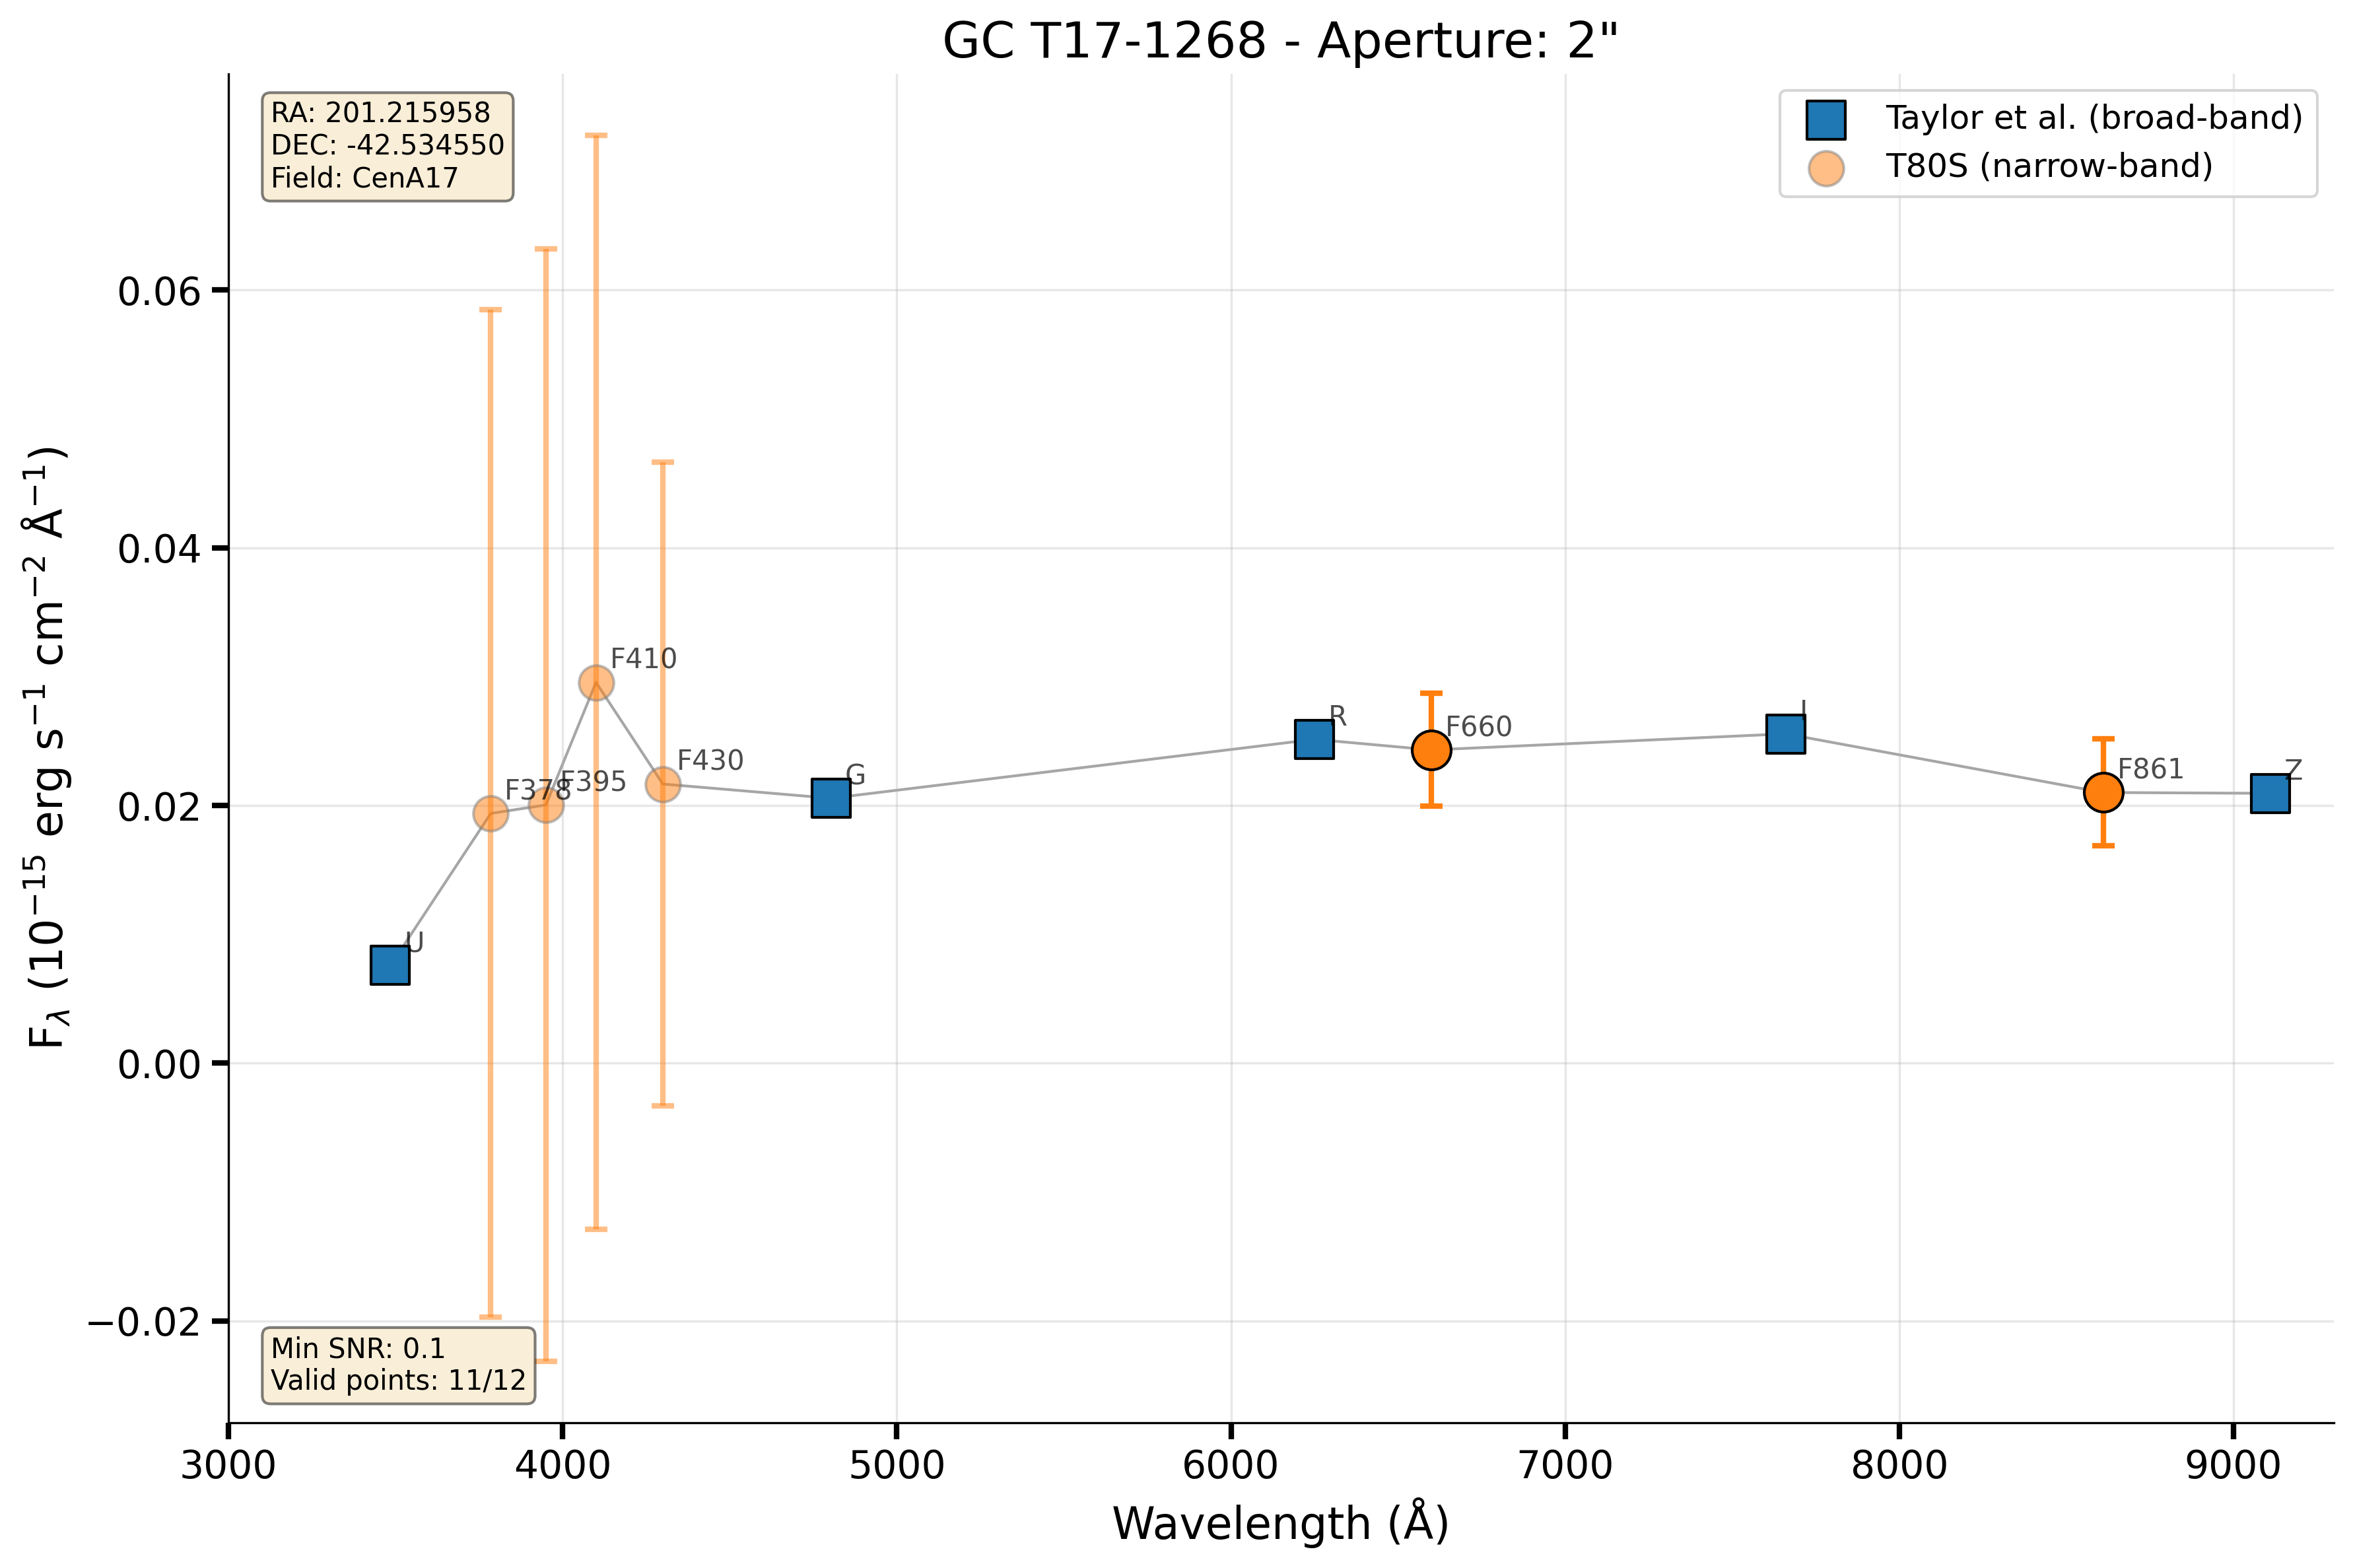 GC T17-1268 - Aperture: 2"
RA: 201.215958
DEC: -42.534550
Field: CenA17
Taylor et al. (broad-band)
T80S (narrow-band)
F_λ (10⁻¹⁵ erg s⁻¹ cm⁻² Å⁻¹)
0.06
0.04
0.02
0.00
−0.02
U
F378
F395
F410
F430
G
R
F660
I
F861
Z
Min SNR: 0.1
Valid points: 11/12
3000 4000 5000 6000 7000 8000 9000
Wavelength (Å)